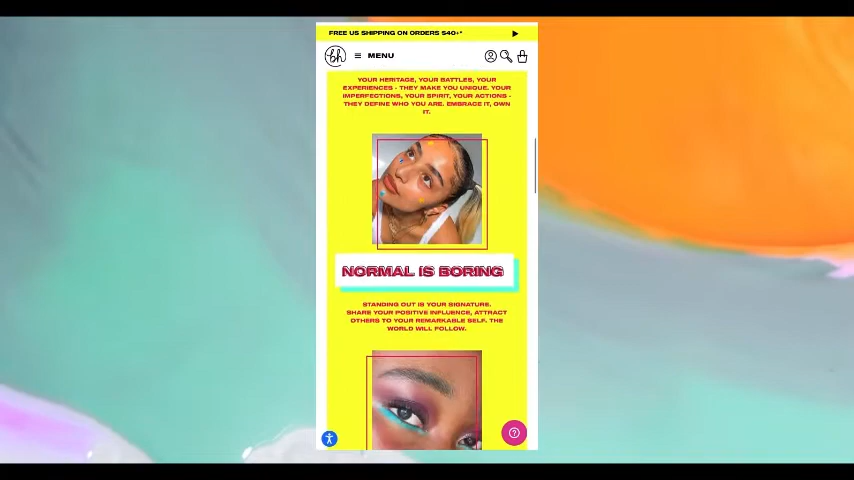 FREE US SHIPPING ON ORDERS $40+*
bh
MENU
YOUR HERITAGE, YOUR BATTLES, YOUR
EXPERIENCES - THEY MAKE YOU UNIQUE. YOUR
IMPERFECTIONS, YOUR SPIRIT, YOUR ACTIONS -
THEY DEFINE WHO YOU ARE. EMBRACE IT, OWN
IT.
NORMAL IS BORING
STANDING OUT IS YOUR SIGNATURE.
SHARE YOUR POSITIVE INFLUENCE, ATTRACT
OTHERS TO YOUR REMARKABLE SELF. THE
WORLD WILL FOLLOW.